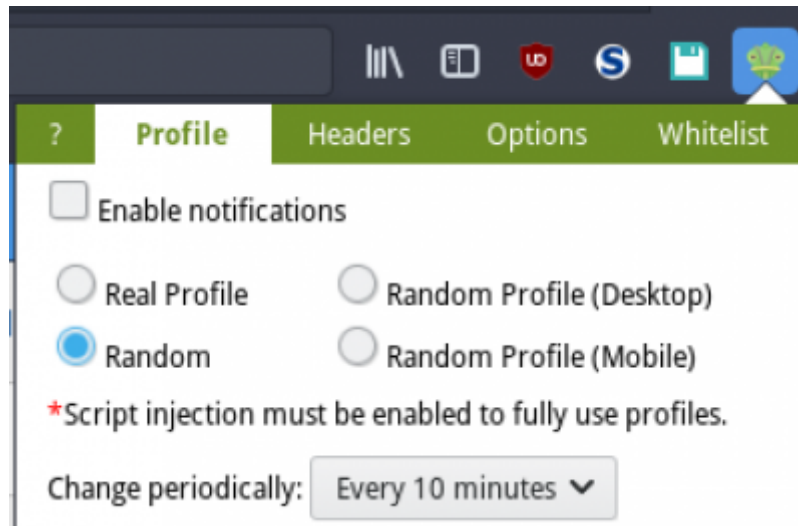 UO
S
? Profile Headers Options Whitelist
Enable notifications
Real Profile Random Profile (Desktop)
Random Random Profile (Mobile)
*Script injection must be enabled to fully use profiles.
Change periodically: Every 10 minutes